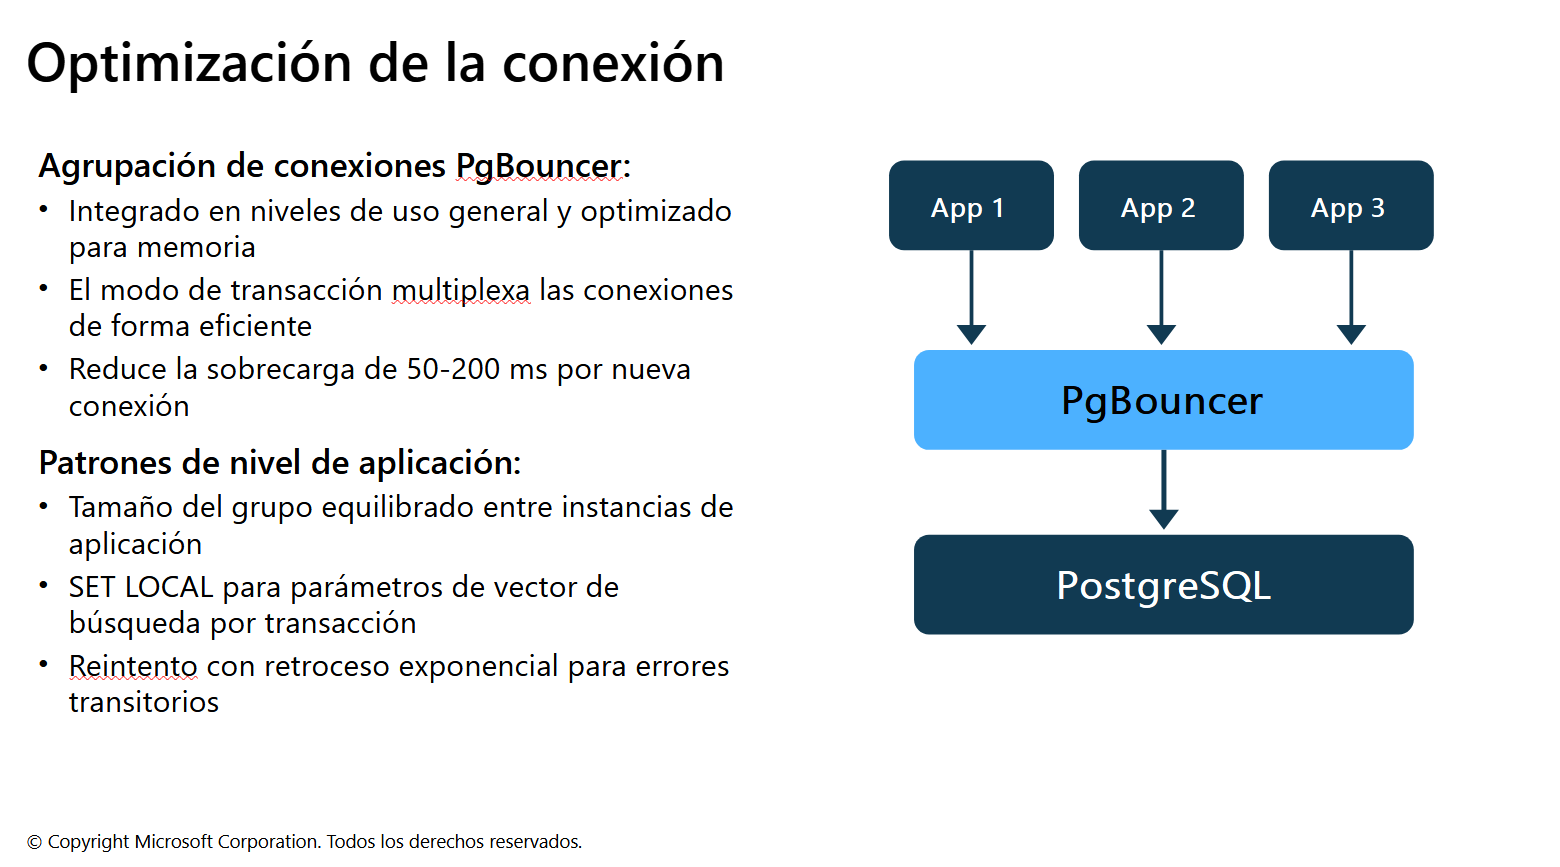 Optimización de la conexión
Agrupación de conexiones PgBouncer:
• Integrado en niveles de uso general y optimizado
para memoria
• El modo de transacción multiplexa las conexiones
de forma eficiente
• Reduce la sobrecarga de 50-200 ms por nueva
conexión
Patrones de nivel de aplicación:
• Tamaño del grupo equilibrado entre instancias de
aplicación
• SET LOCAL para parámetros de vector de
búsqueda por transacción
• Reintento con retroceso exponencial para errores
transitorios
App 1
App 2
App 3
PgBouncer
PostgreSQL
© Copyright Microsoft Corporation. Todos los derechos reservados.